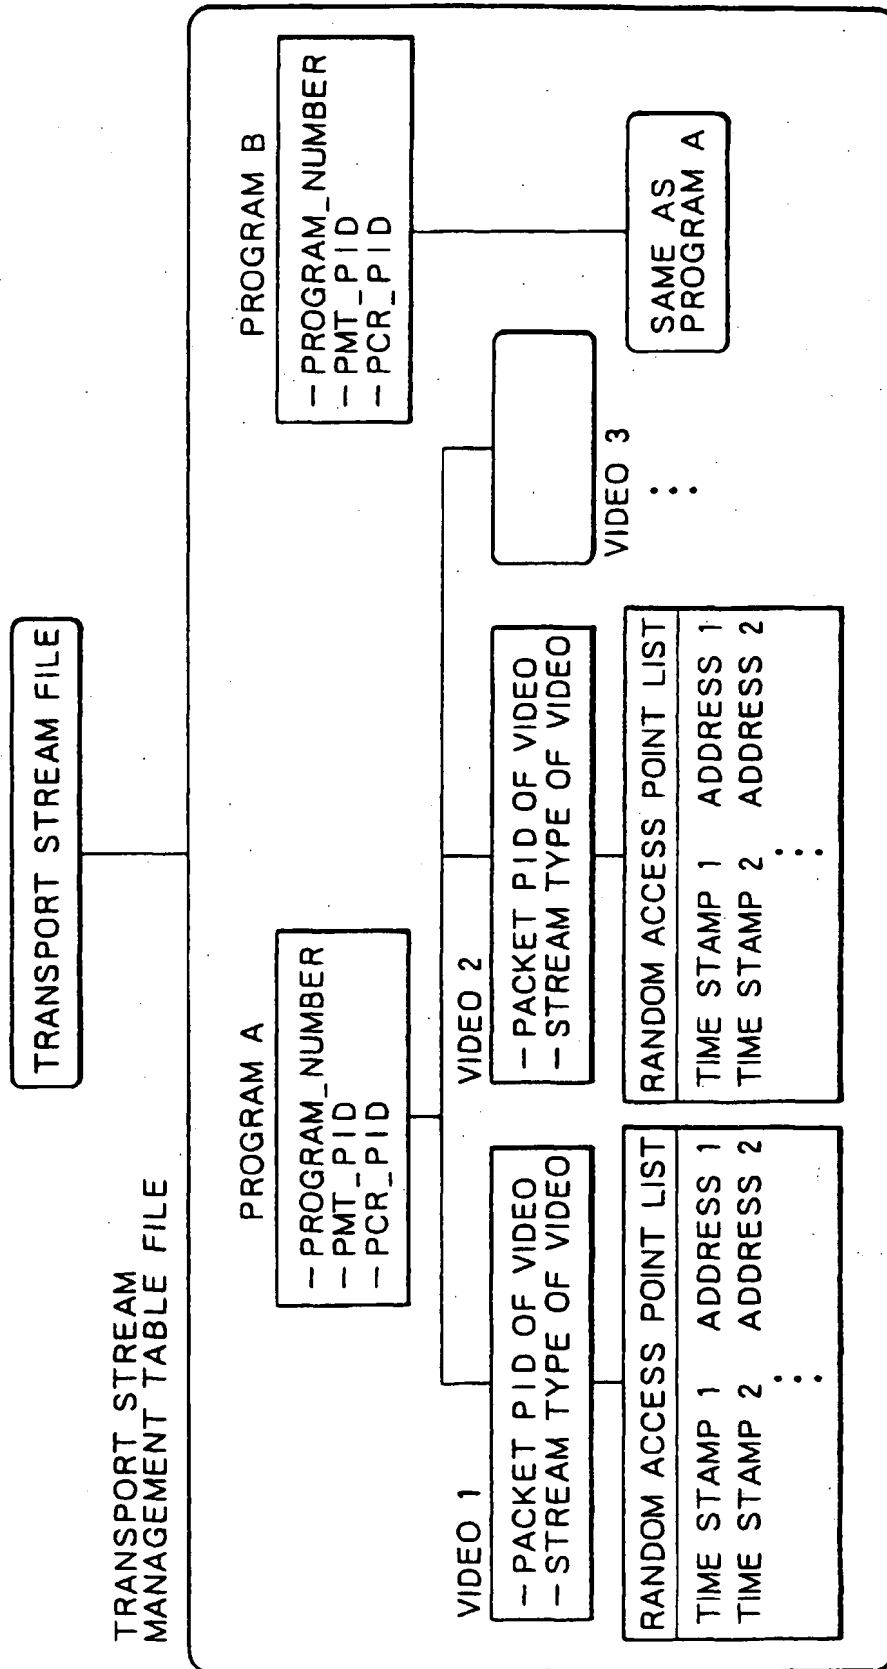 TRANSPORT STREAM FILE
TRANSPORT STREAM
MANAGEMENT TABLE FILE
PROGRAM A
–PROGRAM_NUMBER
–PMT_PID
–PCR_PID
PROGRAM B
–PROGRAM_NUMBER
–PMT_PID
–PCR_PID
VIDEO 1
–PACKET PID OF VIDEO
–STREAM TYPE OF VIDEO
RANDOM ACCESS POINT LIST
TIME STAMP 1 ADDRESS 1
TIME STAMP 2 ADDRESS 2
⋮
VIDEO 2
–PACKET PID OF VIDEO
–STREAM TYPE OF VIDEO
RANDOM ACCESS POINT LIST
TIME STAMP 1 ADDRESS 1
TIME STAMP 2 ADDRESS 2
⋮
VIDEO 3
⋮
SAME AS
PROGRAM A